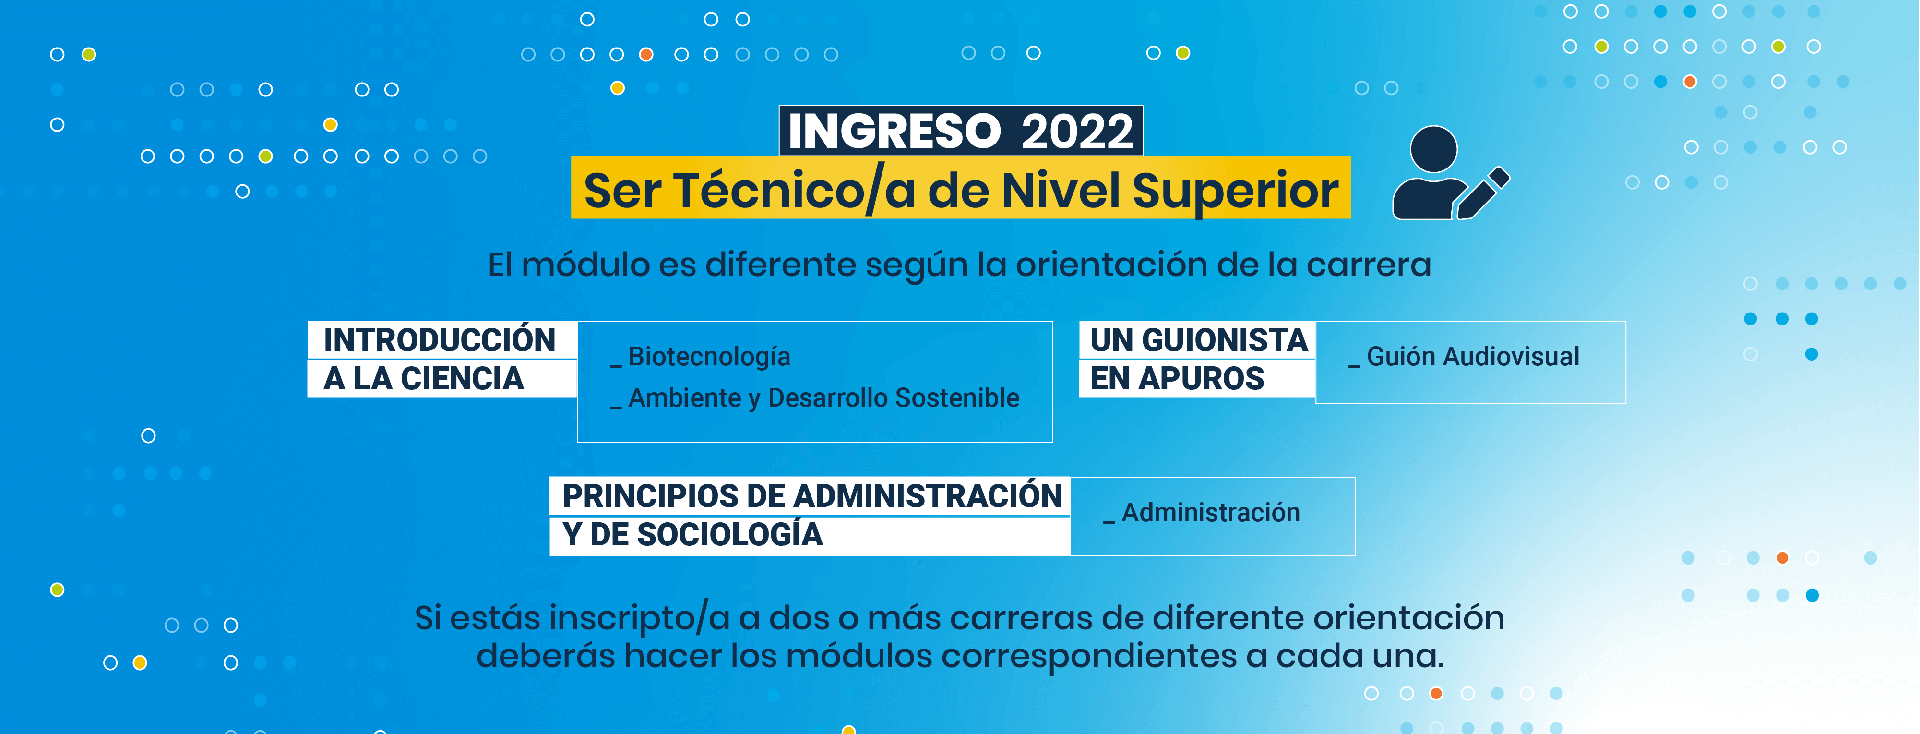 INGRESO 2022
Ser Técnico/a de Nivel Superior
El módulo es diferente según la orientación de la carrera
INTRODUCCIÓN
A LA CIENCIA
_ Biotecnología
_ Ambiente y Desarrollo Sostenible
UN GUIONISTA
EN APUROS
_ Guión Audiovisual
PRINCIPIOS DE ADMINISTRACIÓN
Y DE SOCIOLOGÍA
_ Administración
Si estás inscripto/a a dos o más carreras de diferente orientación
deberás hacer los módulos correspondientes a cada una.